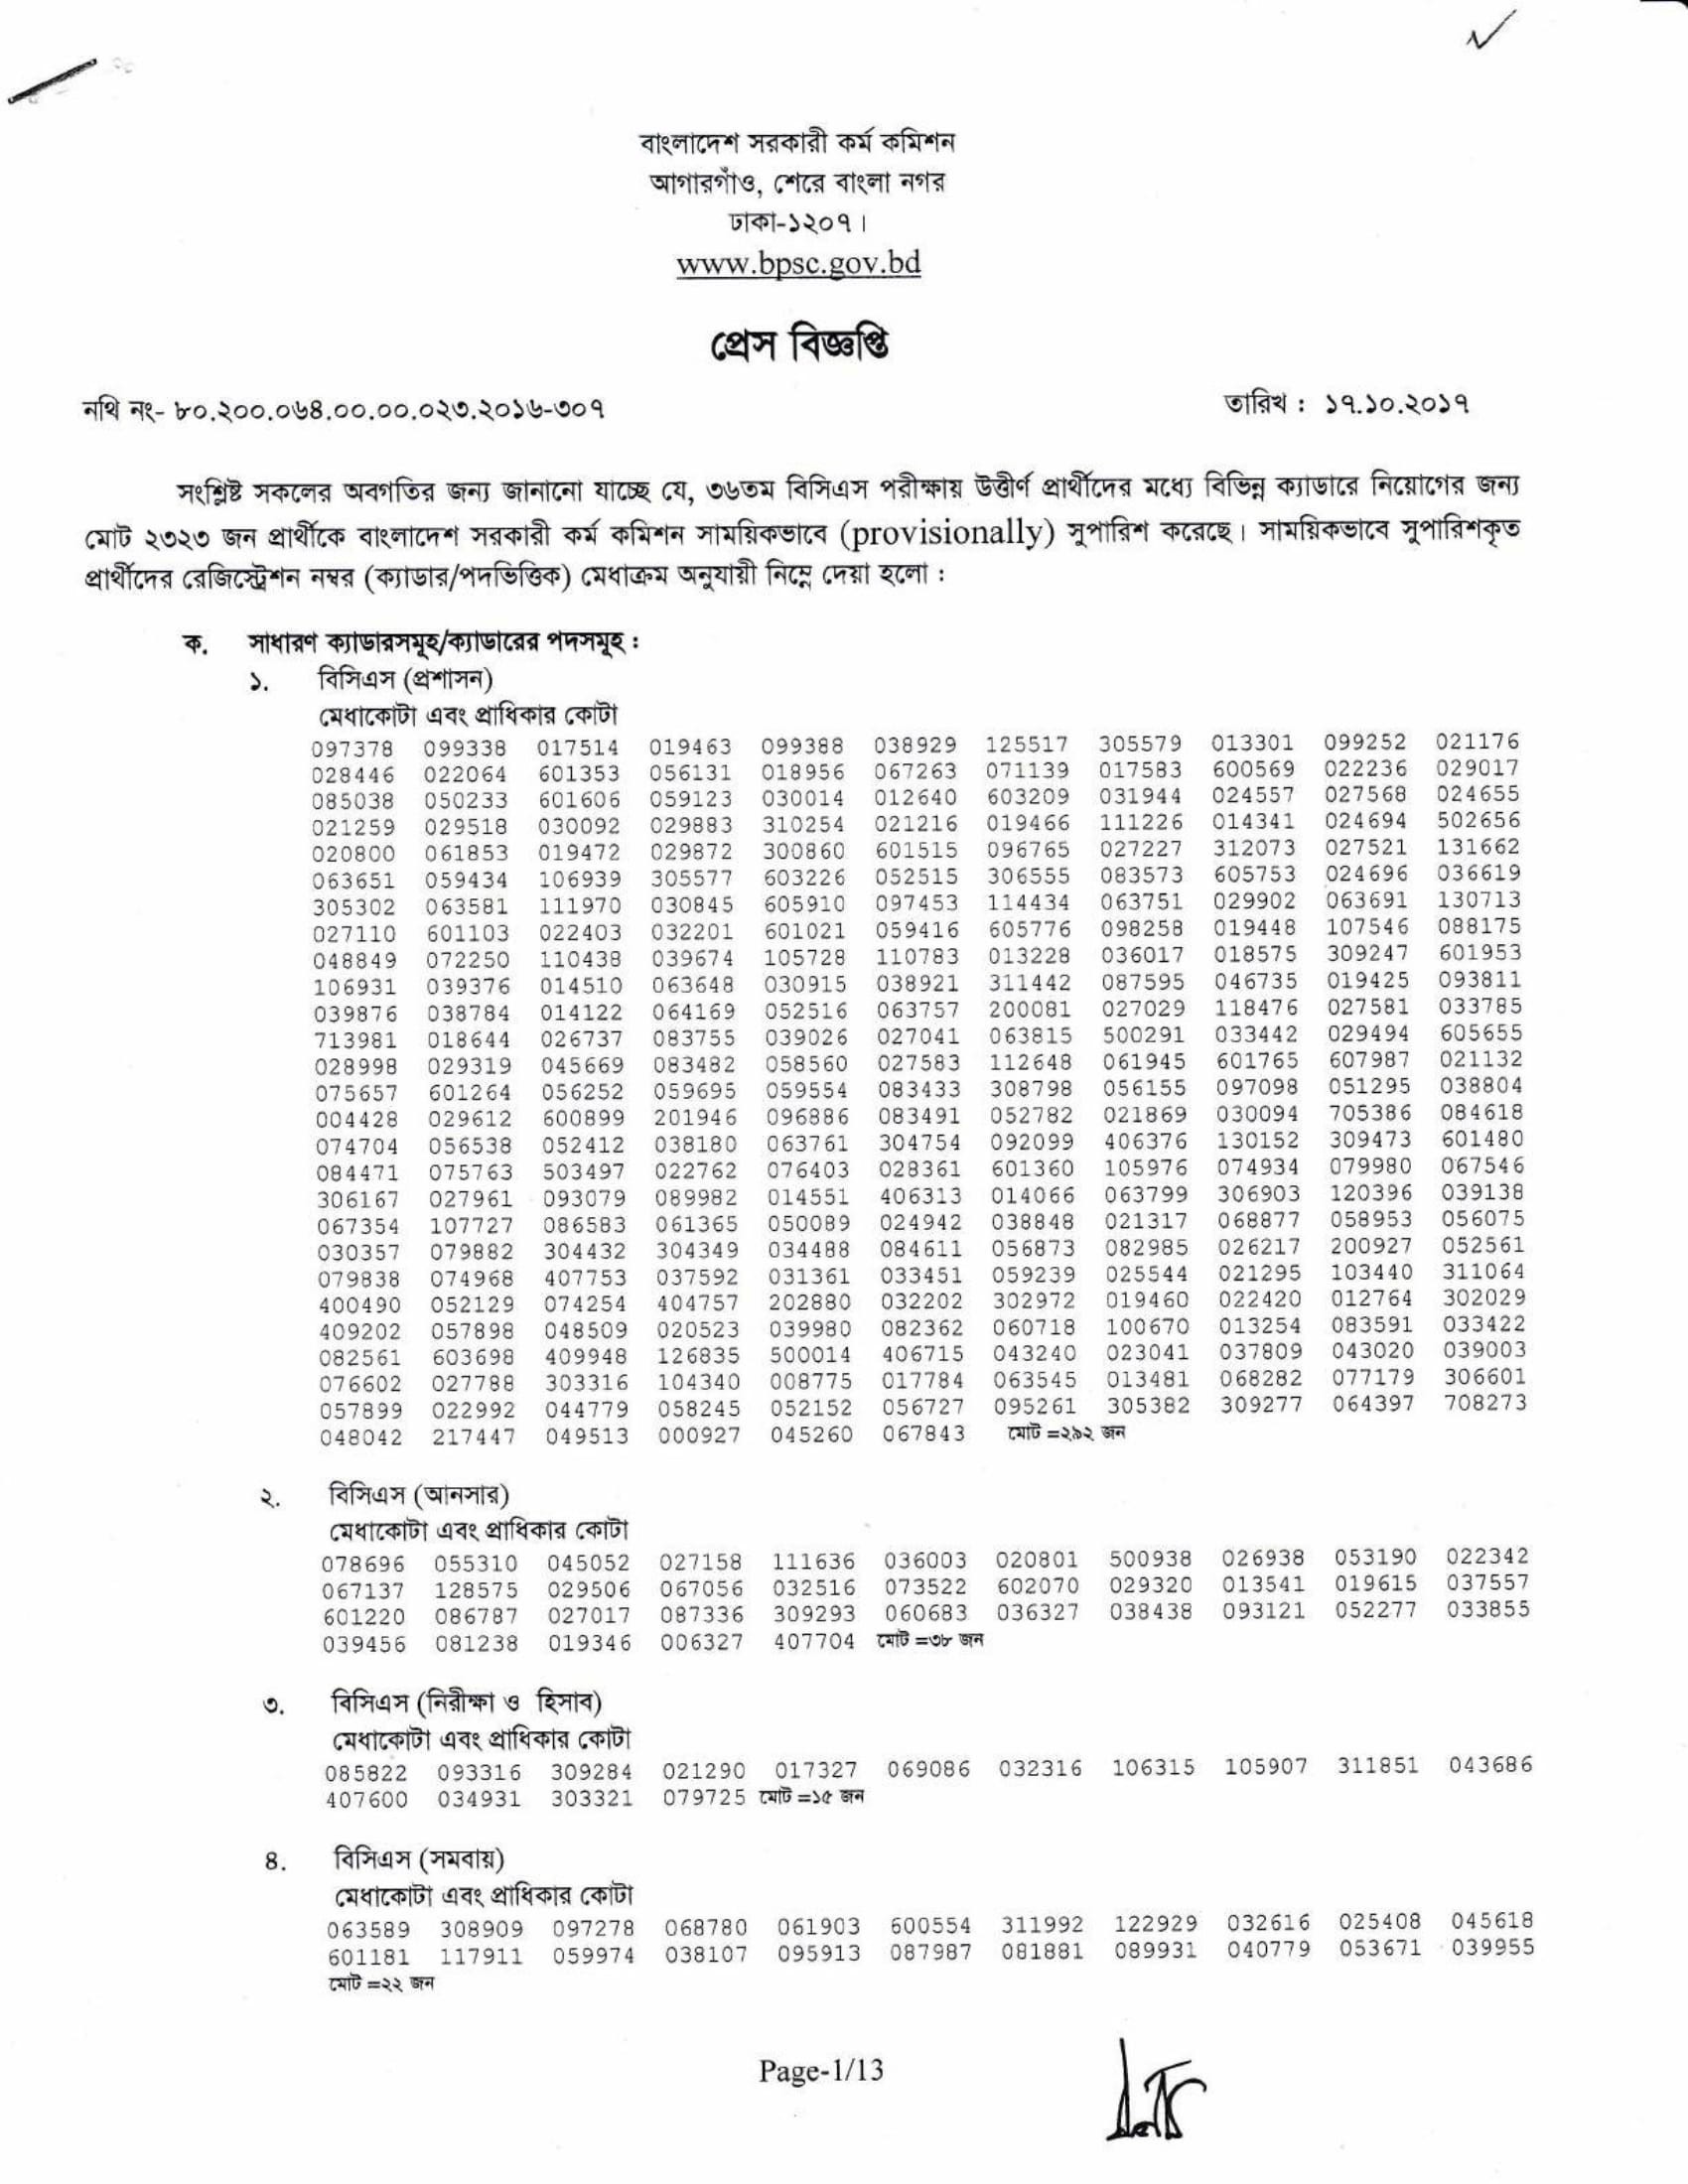 বাংলাদেশ সরকারী কর্ম কমিশন
আগারগাঁও, শেরে বাংলা নগর
ঢাকা-১২০৭।
www.bpsc.gov.bd
প্রেস বিজ্ঞপ্তি
নথি নং- ৮০.২০০.০৬৪.০০.০০.০২৩.২০১৬-৩০৭ তারিখ : ১৭.১০.২০১৭
সংশ্লিষ্ট সকলের অবগতির জন্য জানানো যাচ্ছে যে, ৩৬তম বিসিএস পরীক্ষায় উত্তীর্ণ প্রার্থীদের মধ্যে বিভিন্ন ক্যাডারে নিয়োগের জন্য
মোট ২৩২৩ জন প্রার্থীকে বাংলাদেশ সরকারী কর্ম কমিশন সাময়িকভাবে (provisionally) সুপারিশ করেছে। সাময়িকভাবে সুপারিশকৃত
প্রার্থীদের রেজিস্ট্রেশন নম্বর (ক্যাডার/পদভিত্তিক) মেধাক্রম অনুযায়ী নিম্নে দেয়া হলো :
ক. সাধারণ ক্যাডারসমূহ/ক্যাডারের পদসমূহ :
১. বিসিএস (প্রশাসন)
মেধাকোটা এবং প্রাধিকার কোটা
097378 099338 017514 019463 099388 038929 125517 305579 013301 099252 021176
028446 022064 601353 056131 018956 067263 071139 017583 600569 022236 029017
085038 050233 601606 059123 030014 012640 603209 031944 024557 027568 024655
021259 029518 030092 029883 310254 021216 019466 111226 014341 024694 502656
020800 061853 019472 029872 300860 601515 096765 027227 312073 027521 131662
063651 059434 106939 305577 603226 052515 306555 083573 605753 024696 036619
305302 063581 111970 030845 605910 097453 114434 063751 029902 063691 130713
027110 601103 022403 032201 601021 059416 605776 098258 019448 107546 088175
048849 072250 110438 039674 105728 110783 013228 036017 018575 309247 601953
106931 039376 014510 063648 030915 038921 311442 087595 046735 019425 093811
039876 038784 014122 064169 052516 063757 200081 027029 118476 027581 033785
713981 018644 026737 083755 039026 027041 063815 500291 033442 029494 605655
028998 029319 045669 083482 058560 027583 112648 061945 601765 607987 021132
075657 601264 056252 059695 059554 083433 308798 056155 097098 051295 038804
004428 029612 600899 201946 096886 083491 052782 021869 030094 705386 084618
074704 056538 052412 038180 063761 304754 092099 406376 130152 309473 601480
084471 075763 503497 022762 076403 028361 601360 105976 074934 079980 067546
306167 027961 093079 089982 014551 406313 014066 063799 306903 120396 039138
067354 107727 086583 061365 050089 024942 038848 021317 068877 058953 056075
030357 079882 304432 304349 034488 084611 056873 082985 026217 200927 052561
079838 074968 407753 037592 031361 033451 059239 025544 021295 103440 311064
400490 052129 074254 404757 202880 032202 302972 019460 022420 012764 302029
409202 057898 048509 020523 039980 082362 060718 100670 013254 083591 033422
082561 603698 409948 126835 500014 406715 043240 023041 037809 043020 039003
076602 027788 303316 104340 008775 017784 063545 013481 068282 077179 306601
057899 022992 044779 058245 052152 056727 095261 305382 309277 064397 708273
048042 217447 049513 000927 045260 067843 মোট =২৯২ জন
২. বিসিএস (আনসার)
মেধাকোটা এবং প্রাধিকার কোটা
078696 055310 045052 027158 111636 036003 020801 500938 026938 053190 022342
067137 128575 029506 067056 032516 073522 602070 029320 013541 019615 037557
601220 086787 027017 087336 309293 060683 036327 038438 093121 052277 033855
039456 081238 019346 006327 407704 মোট =৩৮ জন
৩. বিসিএস (নিরীক্ষা ও হিসাব)
মেধাকোটা এবং প্রাধিকার কোটা
085822 093316 309284 021290 017327 069086 032316 106315 105907 311851 043686
407600 034931 303321 079725 মোট =১৫ জন
৪. বিসিএস (সমবায়)
মেধাকোটা এবং প্রাধিকার কোটা
063589 308909 097278 068780 061903 600554 311992 122929 032616 025408 045618
601181 117911 059974 038107 095913 087987 081881 089931 040779 053671 039955
মোট =২২ জন
Page-1/13